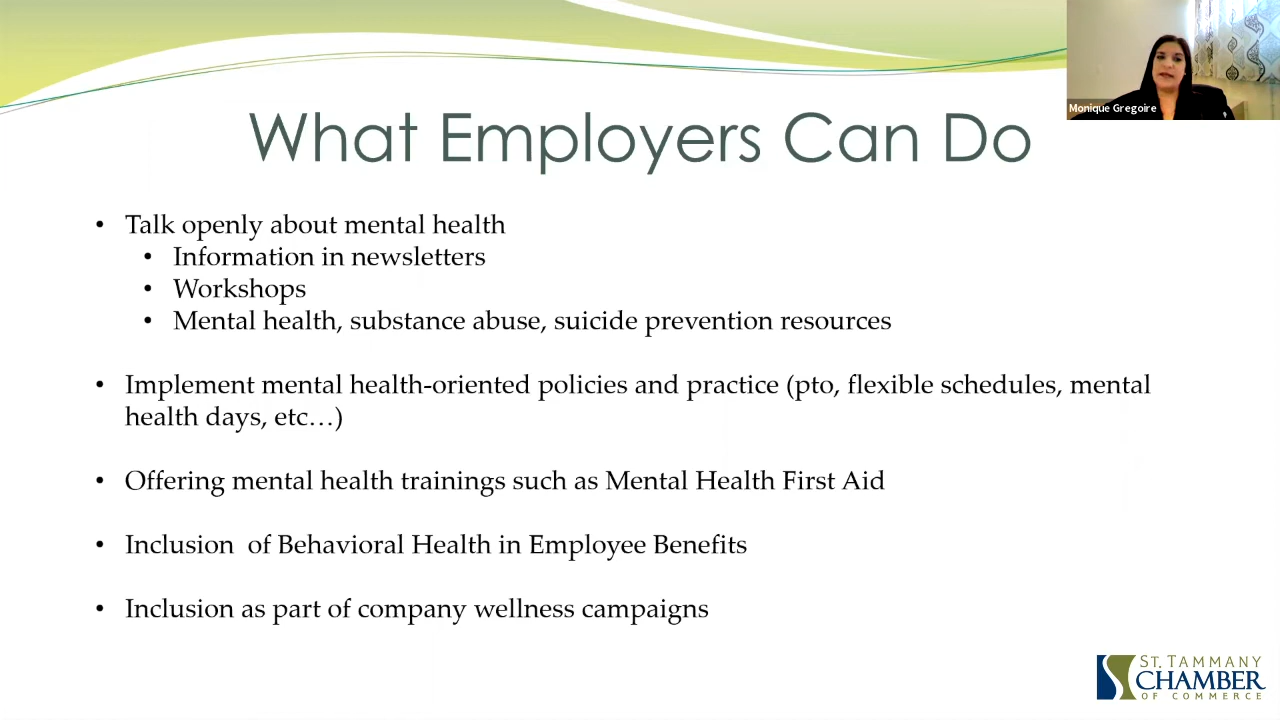 Monique Gregoire
What Employers Can Do
• Talk openly about mental health
• Information in newsletters
• Workshops
• Mental health, substance abuse, suicide prevention resources
• Implement mental health-oriented policies and practice (pto, flexible schedules, mental
health days, etc…)
• Offering mental health trainings such as Mental Health First Aid
• Inclusion  of Behavioral Health in Employee Benefits
• Inclusion as part of company wellness campaigns
ST. TAMMANY
CHAMBER
OF COMMERCE